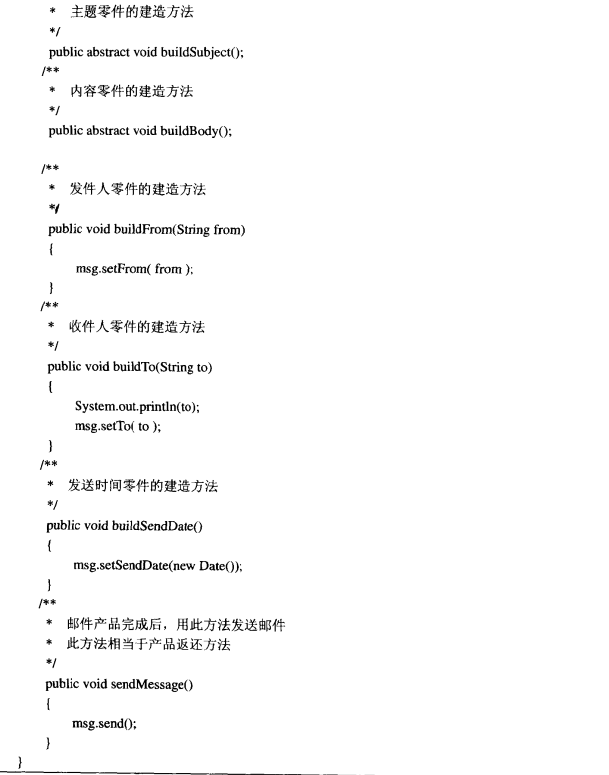 * 主题零件的建造方法
*/
public abstract void buildSubject();
/**
* 内容零件的建造方法
*/
public abstract void buildBody();
/**
* 发件人零件的建造方法
*/
public void buildFrom(String from)
{
msg.setFrom( from );
}
/**
* 收件人零件的建造方法
*/
public void buildTo(String to)
{
System.out.println(to);
msg.setTo( to );
}
/**
* 发送时间零件的建造方法
*/
public void buildSendDate()
{
msg.setSendDate(new Date());
}
/**
* 邮件产品完成后，用此方法发送邮件
* 此方法相当于产品返还方法
*/
public void sendMessage()
{
msg.send();
}
}